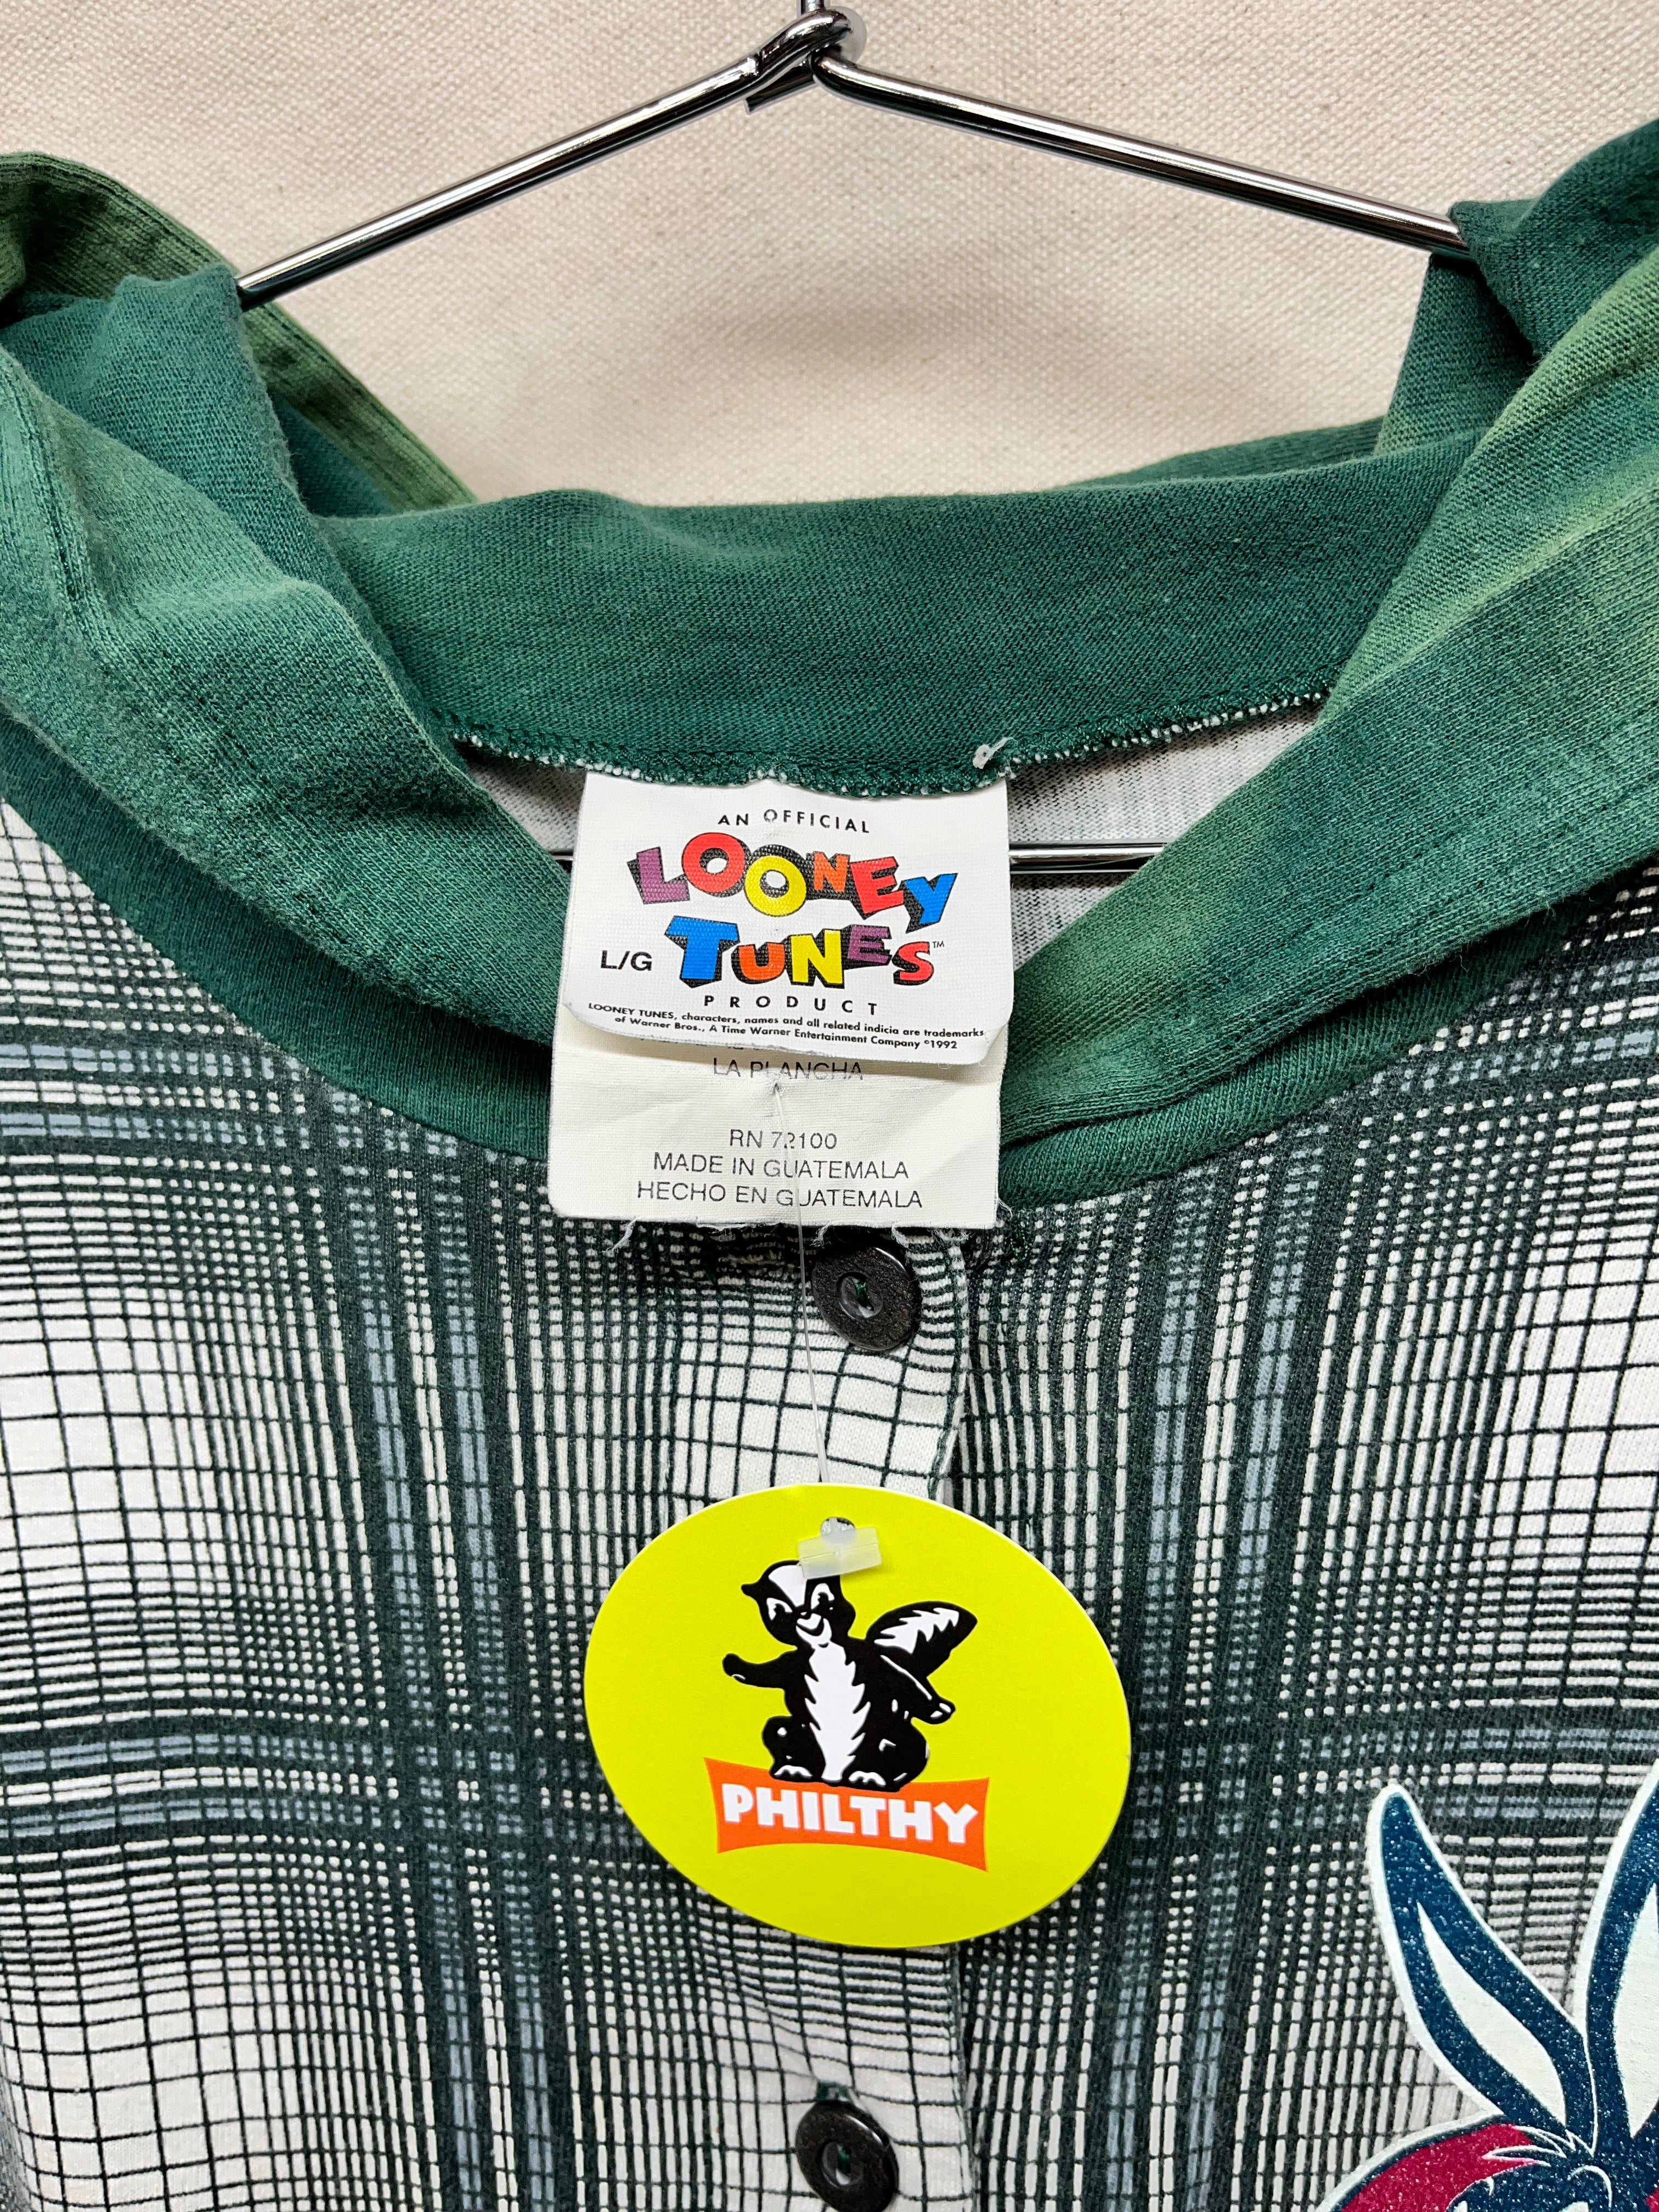 AN OFFICIAL
LOONEY
L/G TUNES™
PRODUCT
LOONEY TUNES, characters, names and all related indicia are trademarks
of Warner Bros., A Time Warner Entertainment Company ©1992
LA PLANCHA
RN 72100
MADE IN GUATEMALA
HECHO EN GUATEMALA
PHILTHY